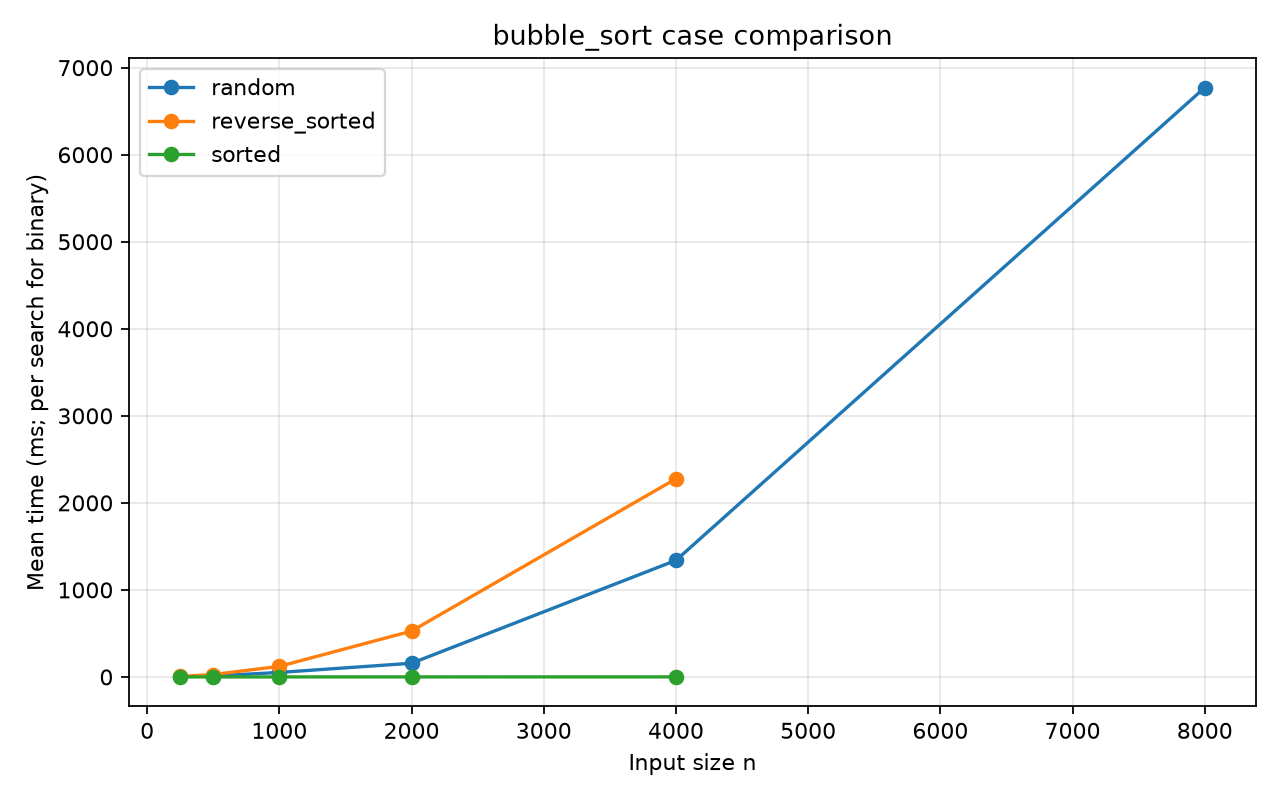 bubble_sort case comparison
random
reverse_sorted
sorted
Mean time (ms; per search for binary)
7000
6000
5000
4000
3000
2000
1000
0
0 1000 2000 3000 4000 5000 6000 7000 8000
Input size n